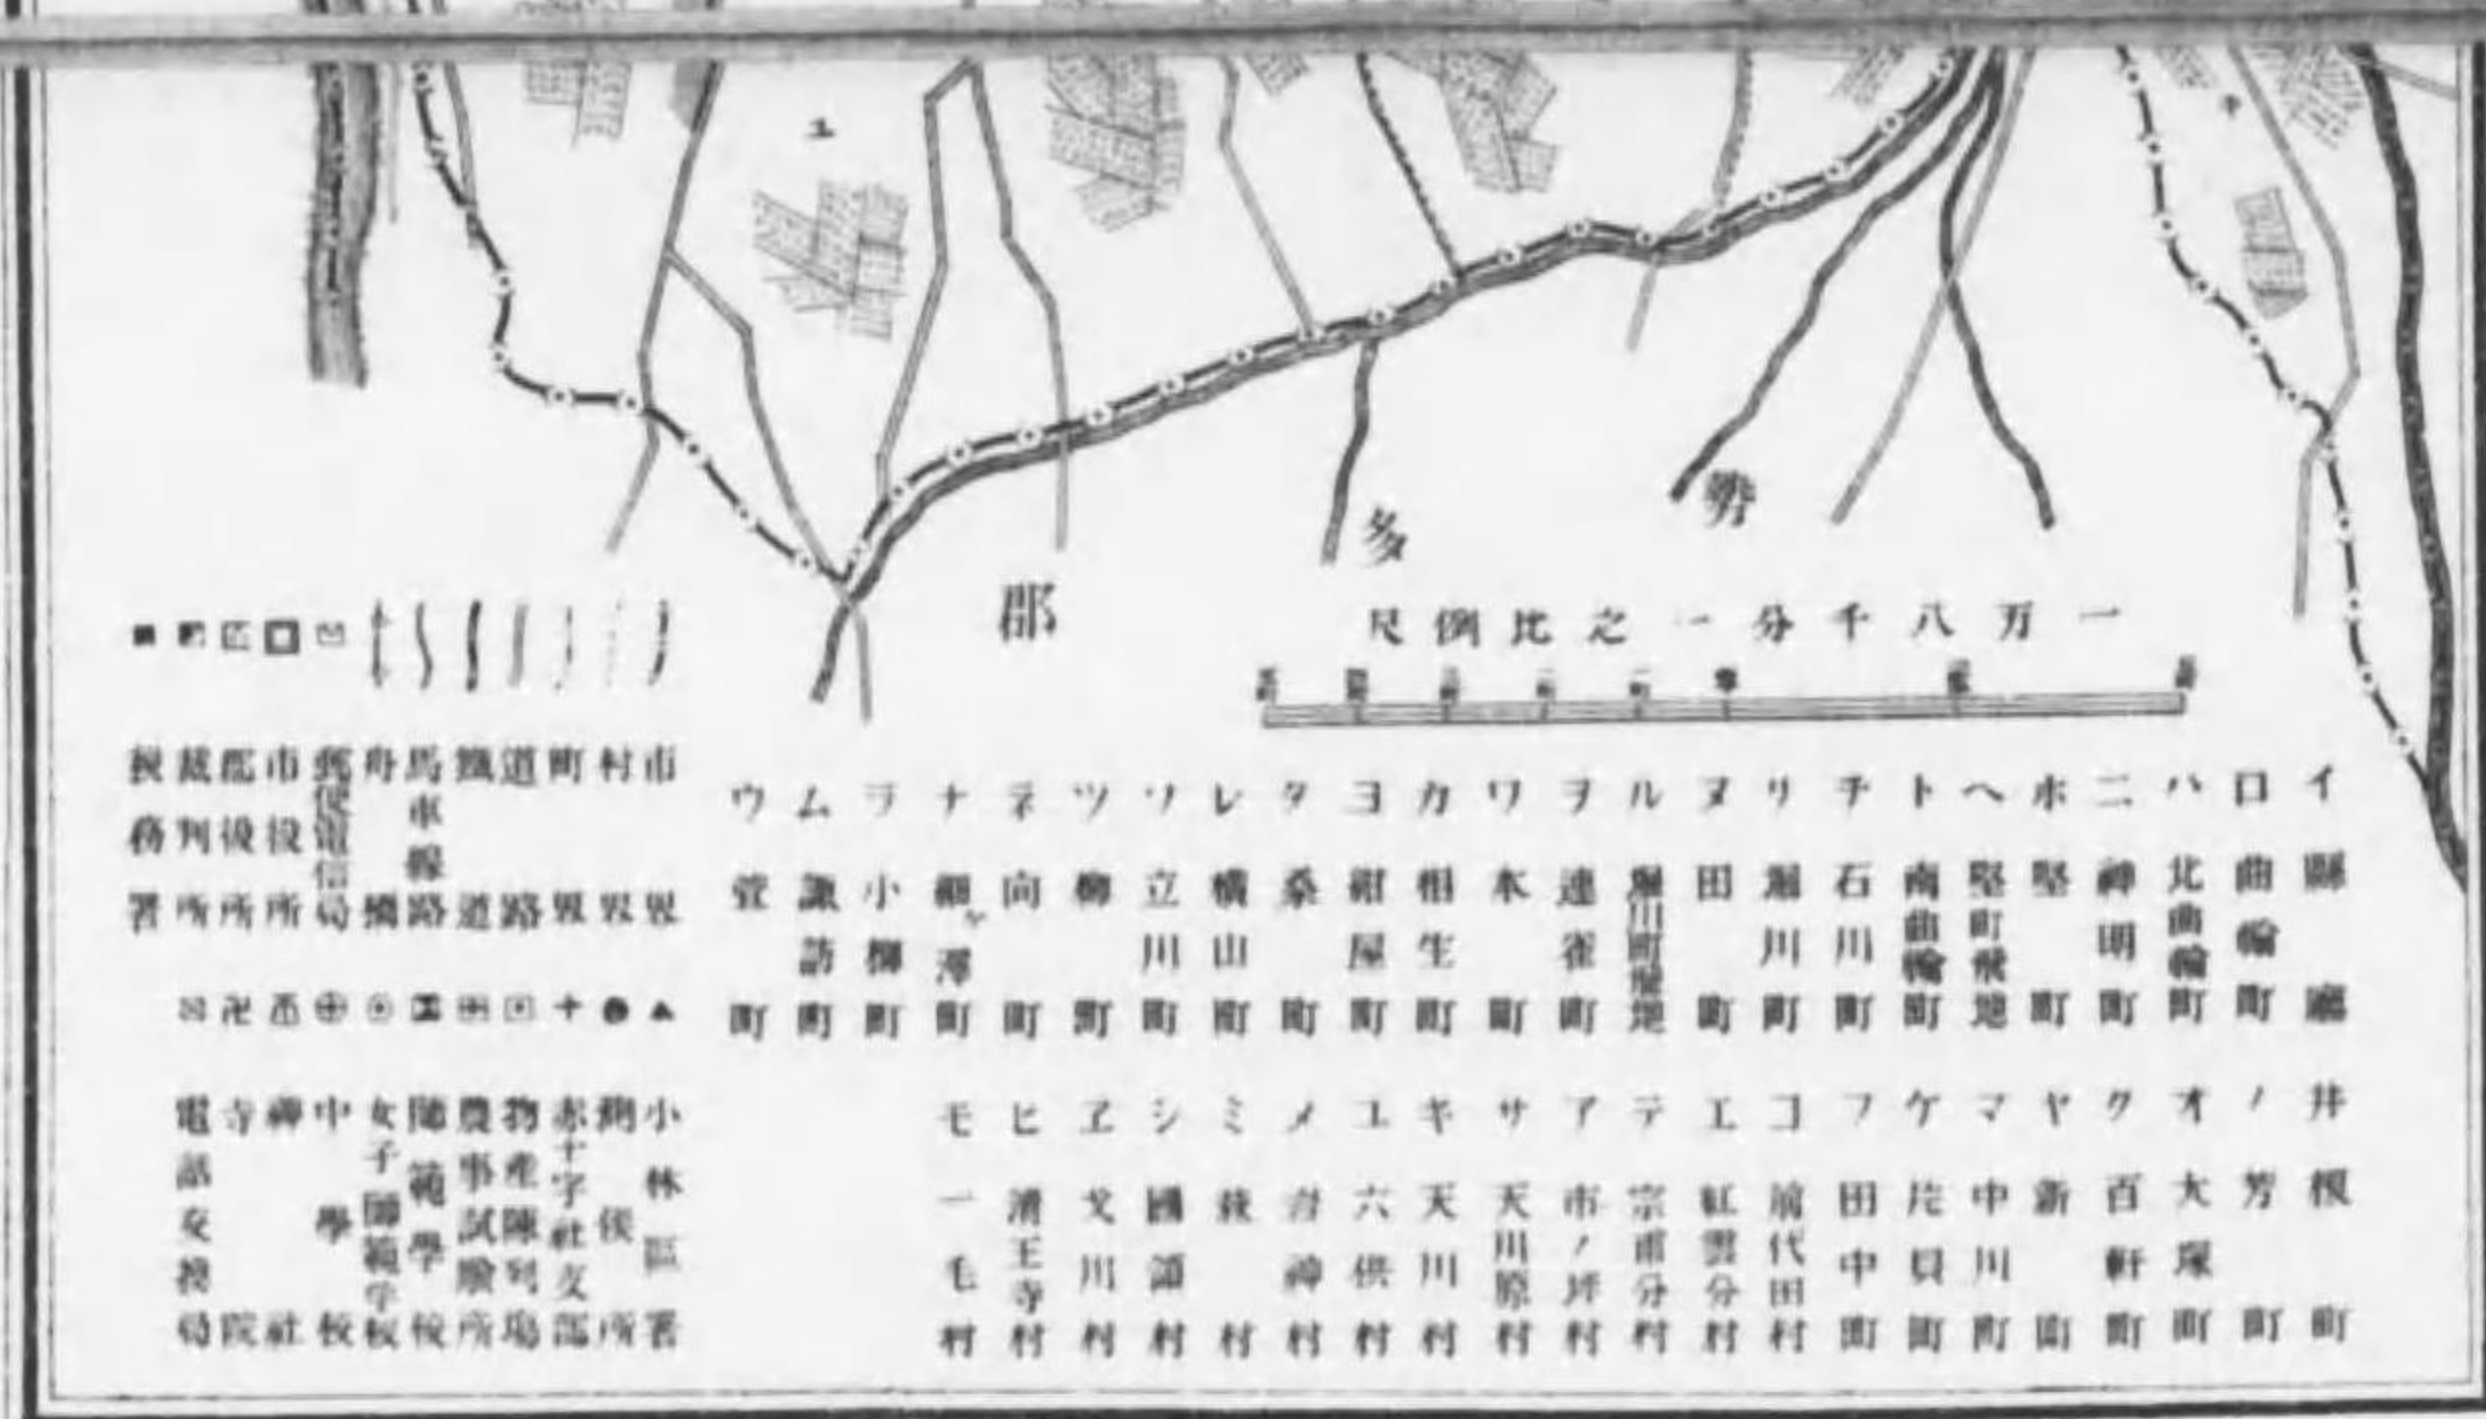 勢
多
郡
一万八千分一之比例尺
イ 縣廳
ロ 曲輪町
ハ 北曲輪町
ニ 神明町
ホ 堅町
ヘ 堅町飛地
ト 南曲輪町
チ 石川町
リ 堀川町
ヌ 田町
ル 堀川町飛地
ヲ 連雀町
ワ 本町
カ 相生町
ヨ 紺屋町
タ 桑町
レ 横山町
ソ 立川町
ツ 柳町
ネ 向町
ナ 細ヶ澤町
ラ 小柳町
ム 諏訪町
ウ 萱町
井 榎町
ノ 芳町
オ 大塚町
ク 百軒町
ヤ 新町
マ 中川町
ケ 片貝町
フ 田中町
コ 前代田村
エ 紅雲分村
テ 宗甫分村
ア 市ノ坪村
サ 天川原村
キ 天川村
ユ 六供村
メ 岩神村
ミ 萩村
シ 國領村
ヱ 戈川村
ヒ 清王寺村
モ 一毛村
市界
村界
町界
道路
鐵道
馬車線路
舟橋
郵便電信局
市役所
郡役所
裁判所
税務署
小林區署
測候所
赤十字社支部
物産陳列場
農事試驗所
師範學校
女子師範学校
中學校
神社
寺院
電話交換局